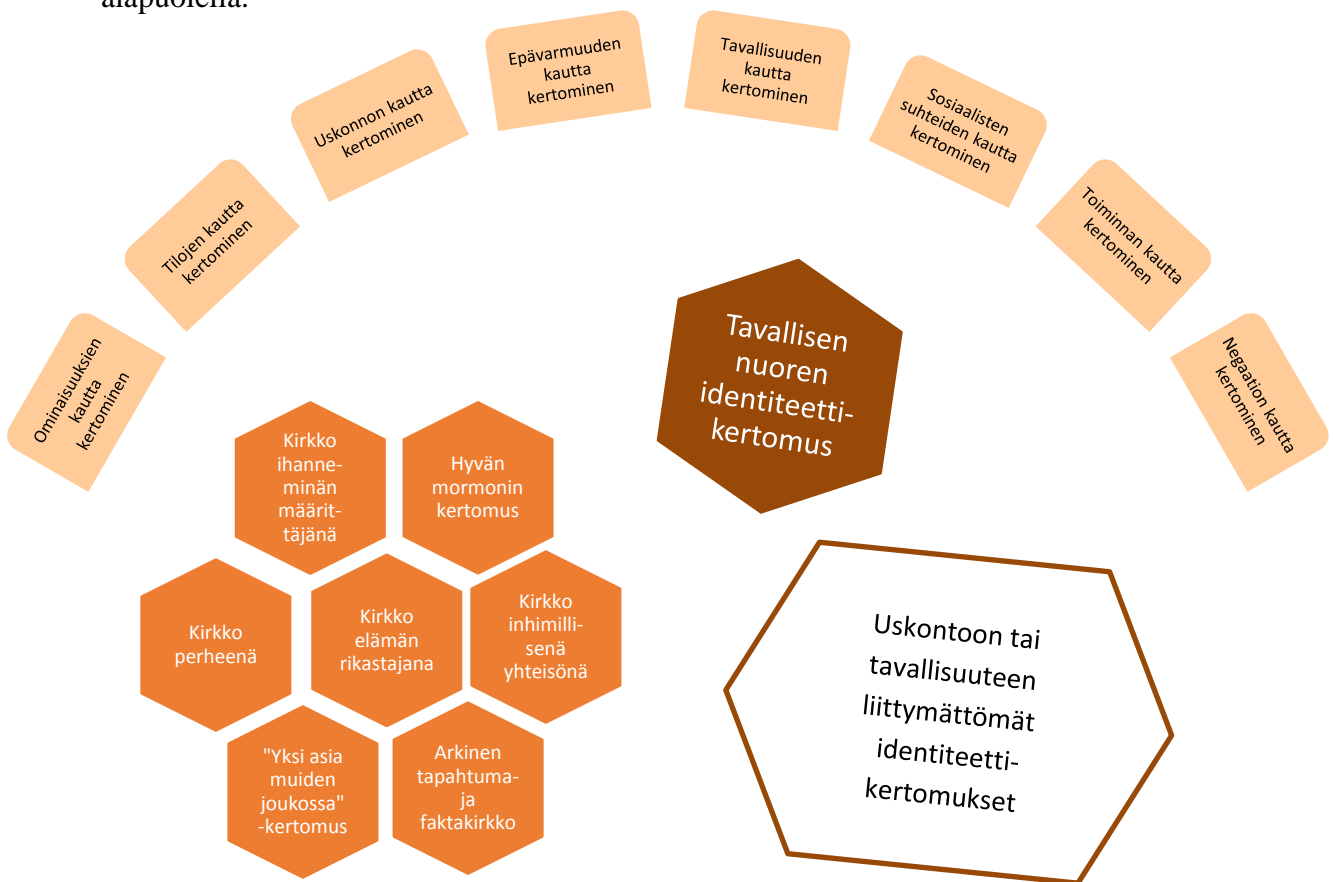 alapuolella.
Ominaisuuksien
kautta
kertominen
Tilojen kautta
kertominen
Uskonnon kautta
kertominen
Epävarmuuden
kautta
kertominen
Tavallisuuden
kautta
kertominen
Sosiaalisten
suhteiden kautta
kertominen
Toiminnan kautta
kertominen
Negaation kautta
kertominen
Tavallisen
nuoren
identiteetti-
kertomus
Kirkko
ihanne-
minän
määrit-
täjänä
Hyvän
mormonin
kertomus
Kirkko
perheenä
Kirkko
elämän
rikastajana
Kirkko
inhimilli-
senä
yhteisönä
"Yksi asia
muiden
joukossa"
-kertomus
Arkinen
tapahtuma-
ja
faktakirkko
Uskontoon tai
tavallisuuteen
liittymättömät
identiteetti-
kertomukset